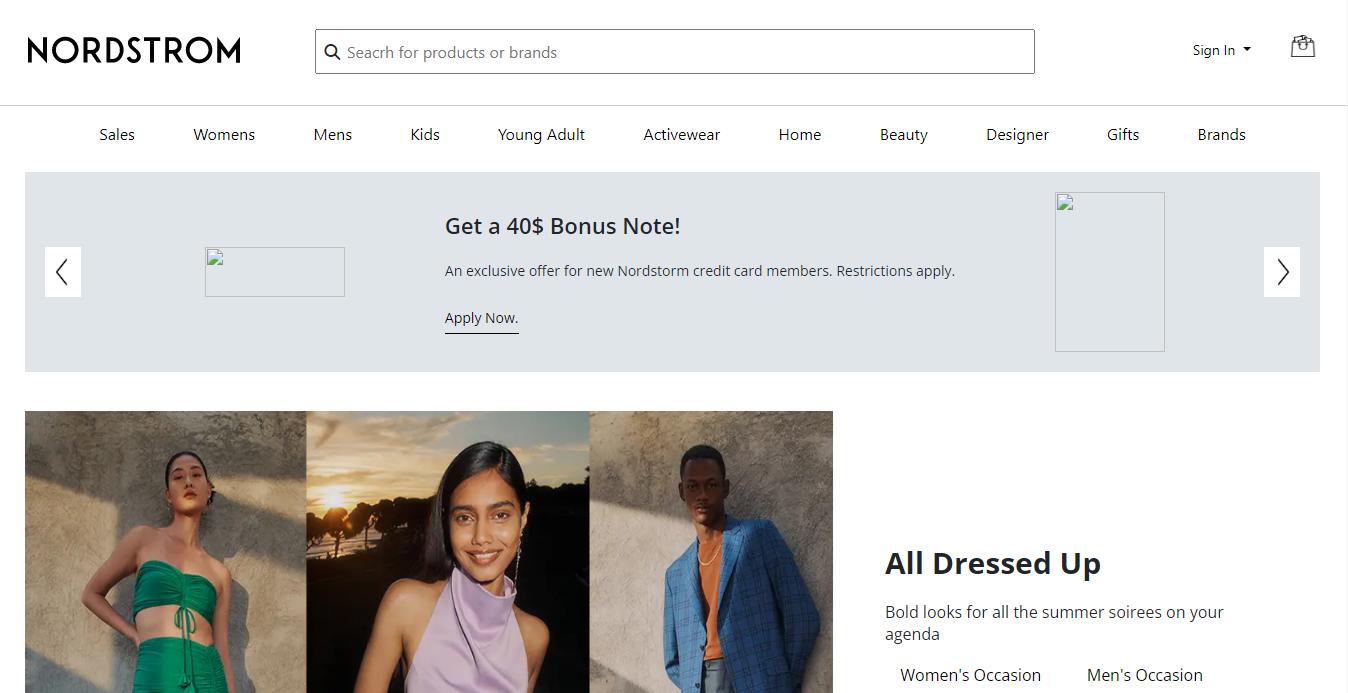 NORDSTROM
Seacrh for products or brands
Sign In
Sales Womens Mens Kids Young Adult Activewear Home Beauty Designer Gifts Brands
Get a 40$ Bonus Note!
An exclusive offer for new Nordstorm credit card members. Restrictions apply.
Apply Now.
All Dressed Up
Bold looks for all the summer soirees on your
agenda
Women's Occasion Men's Occasion